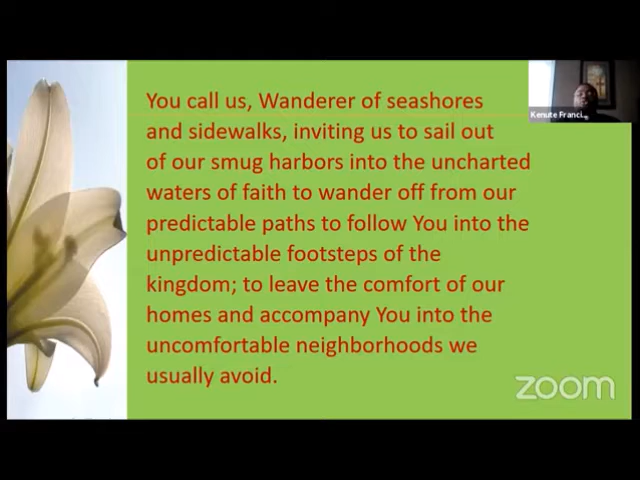 You call us, Wanderer of seashores
and sidewalks, inviting us to sail out
of our smug harbors into the uncharted
waters of faith to wander off from our
predictable paths to follow You into the
unpredictable footsteps of the
kingdom; to leave the comfort of our
homes and accompany You into the
uncomfortable neighborhoods we
usually avoid.
Kenute Franci...
zoom